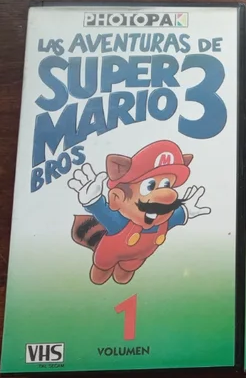 PHOTOPAK
LAS AVENTURAS DE
SUPER
MARIO 3
BROS
M
1
VOLUMEN
VHS